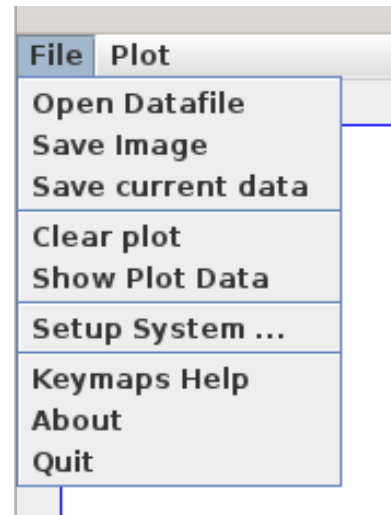 File Plot
Open Datafile
Save Image
Save current data
Clear plot
Show Plot Data
Setup System ...
Keymaps Help
About
Quit